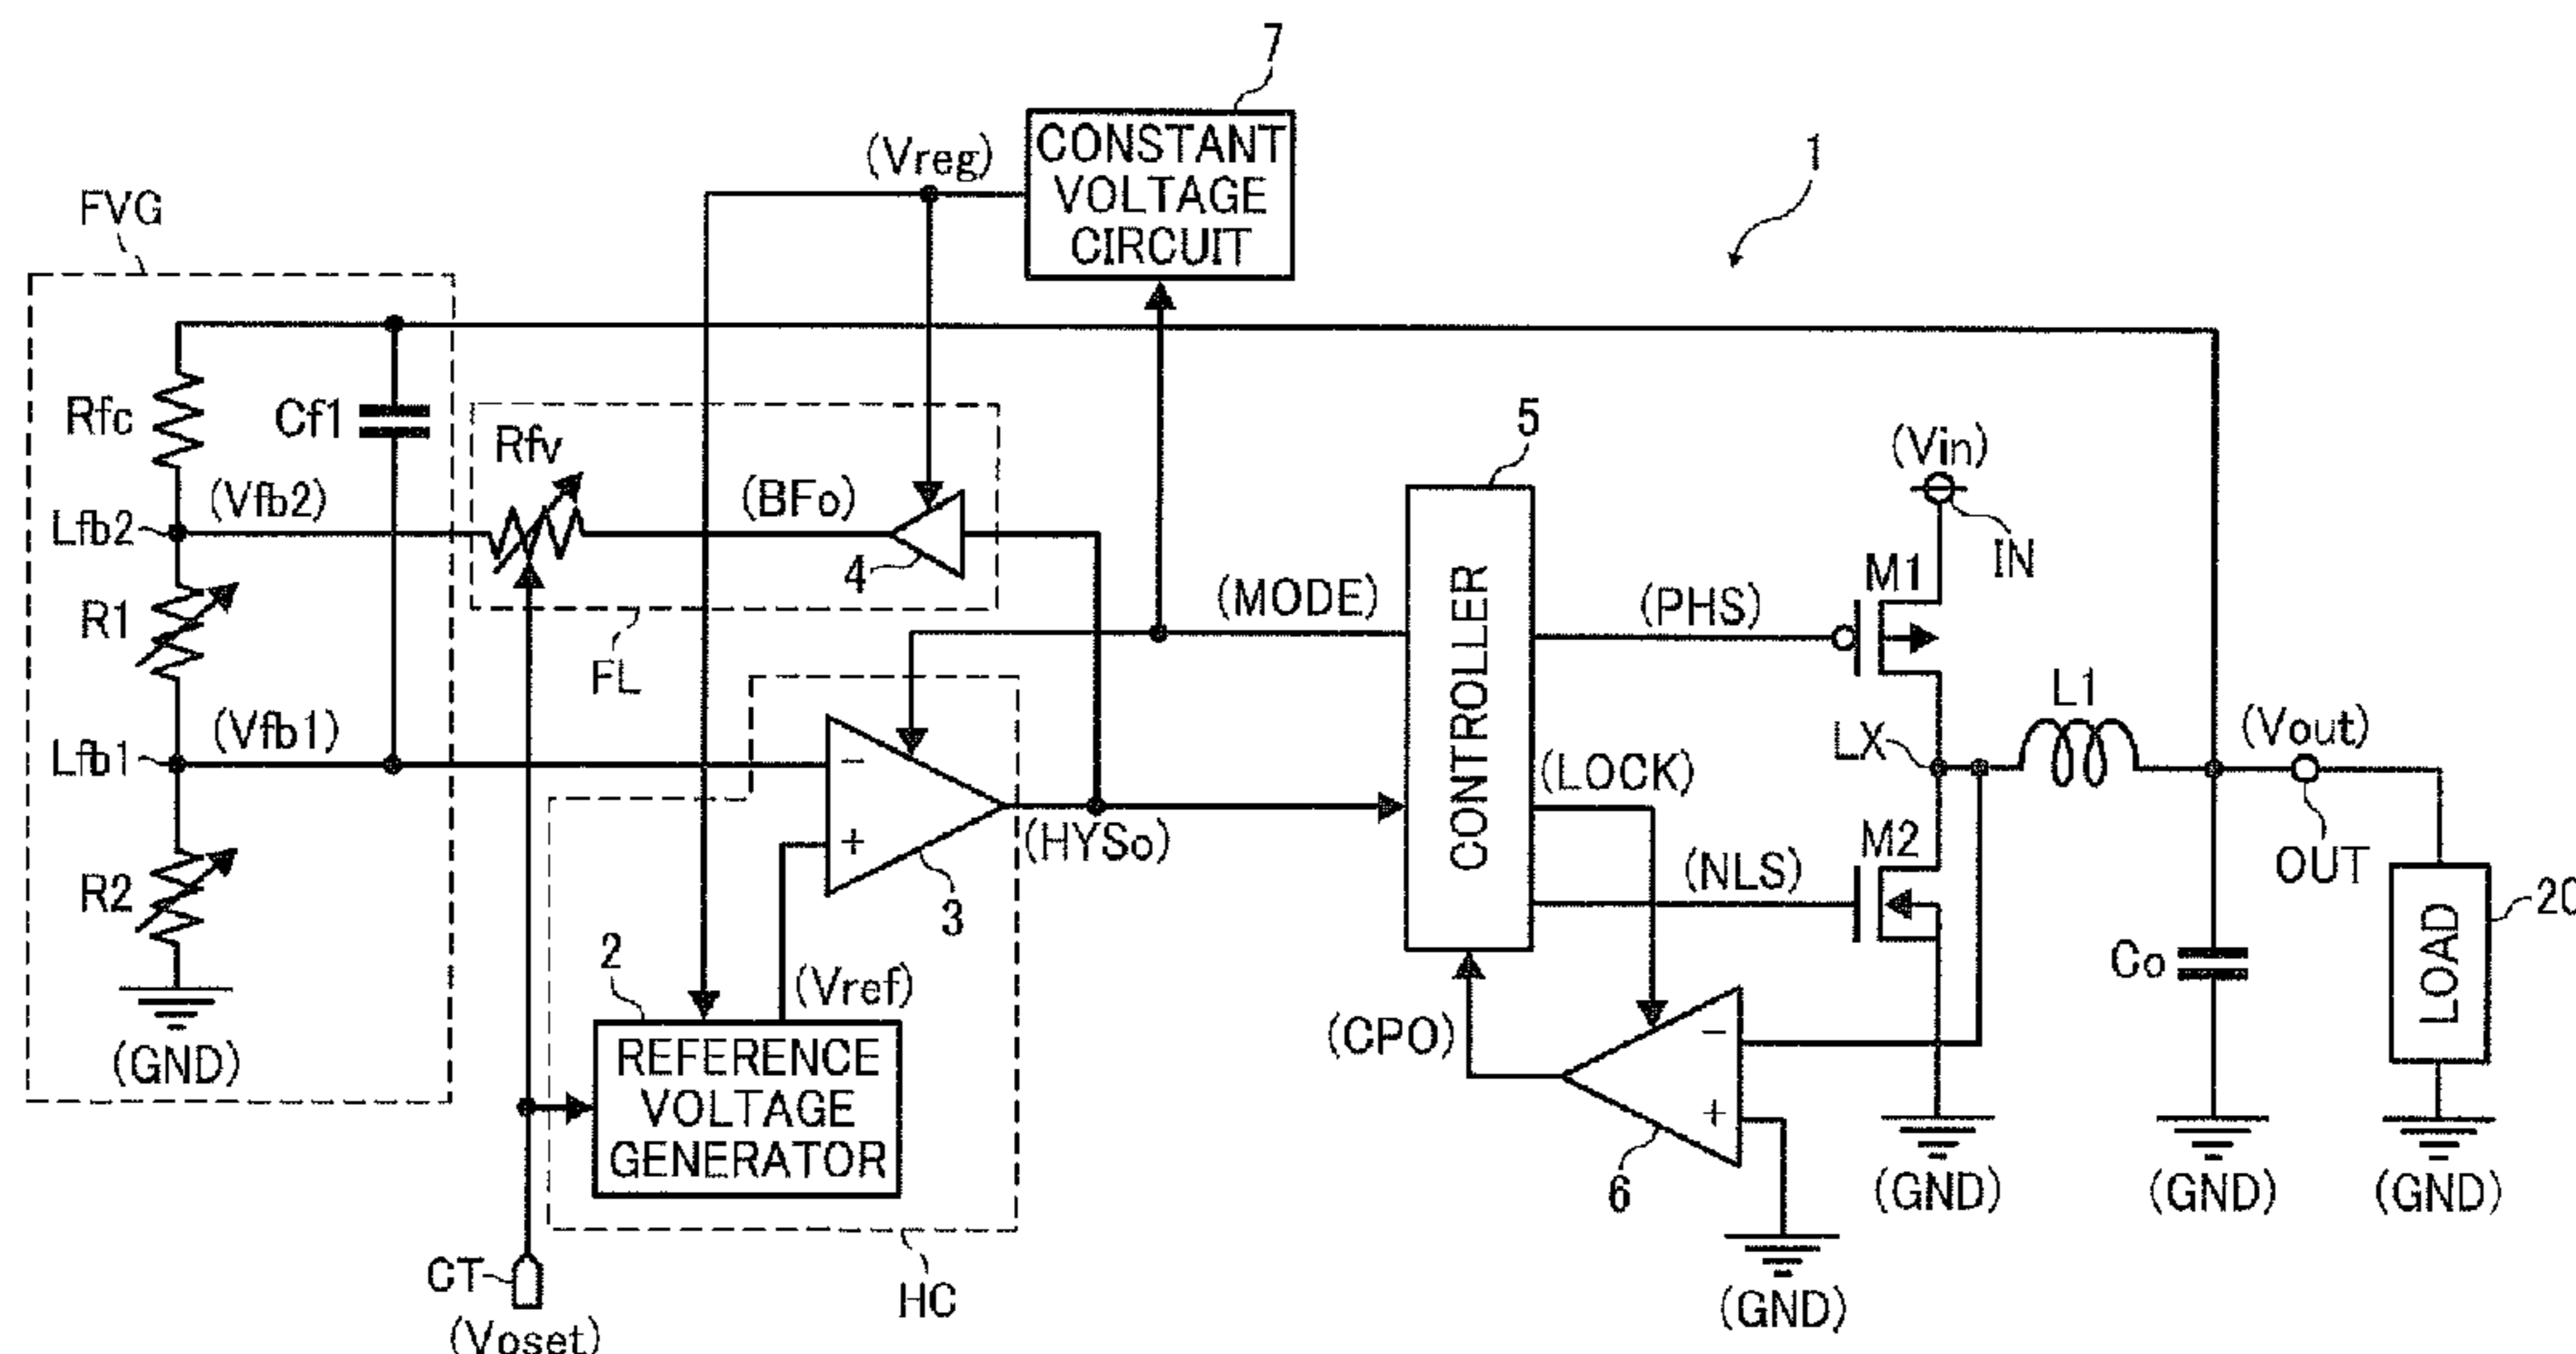 7
CONSTANT
VOLTAGE
CIRCUIT
(Vreg)
1
FVG
Rfc
Cf1
Rfv
(BFo)
4
5
(Vin)
IN
(Vfb2)
Lfb2
R1
FL
(MODE)
CONTROLLER
(PHS)
M1
(Vfb1)
Lfb1
−
+
3
(HYSo)
(LOCK)
LX
L1
(Vout)
OUT
R2
(GND)
2
(Vref)
REFERENCE
VOLTAGE
GENERATOR
(NLS)
M2
Co
LOAD
20
(CPO)
−
+
6
(GND)
(GND)
(GND)
(GND)
CT
(Voset)
HC